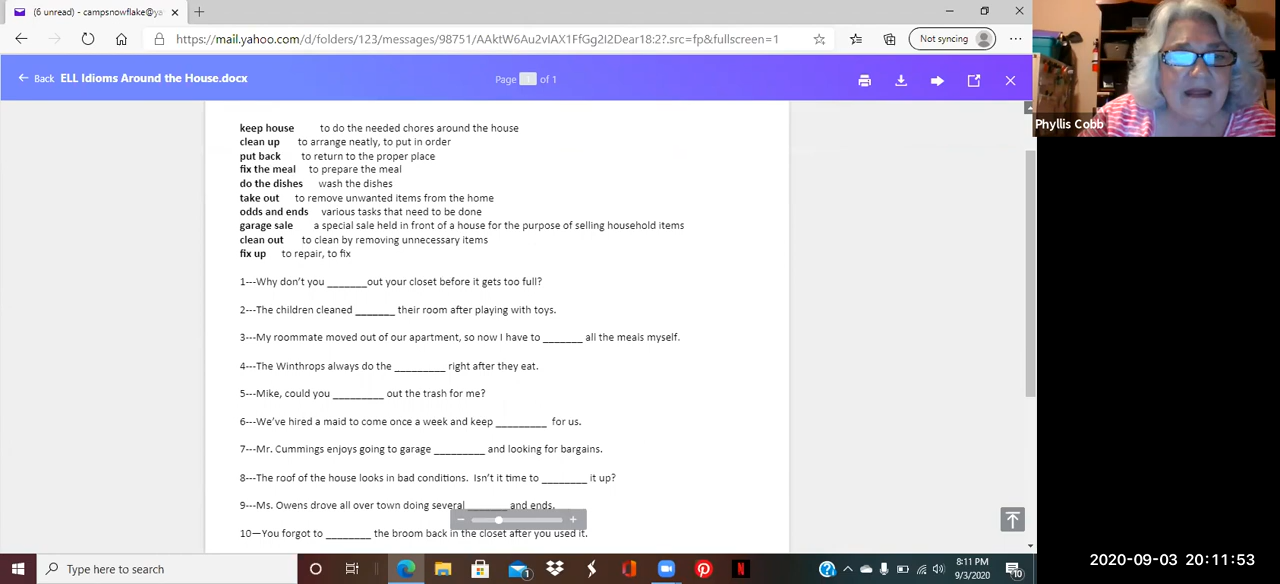 (6 unread) - campsnowflake@ya
https://mail.yahoo.com/d/folders/123/messages/98751/AAktW6Au2vIAX1FfGg2I2Dear18:2?.src=fp&fullscreen=1
Not syncing
Back ELL Idioms Around the House.docx
Page 1 of 1
Phyllis Cobb
keep house to do the needed chores around the house
clean up to arrange neatly, to put in order
put back to return to the proper place
fix the meal to prepare the meal
do the dishes wash the dishes
take out to remove unwanted items from the home
odds and ends various tasks that need to be done
garage sale a special sale held in front of a house for the purpose of selling household items
clean out to clean by removing unnecessary items
fix up to repair, to fix
1---Why don't you _______out your closet before it gets too full?
2---The children cleaned _______ their room after playing with toys.
3---My roommate moved out of our apartment, so now I have to _______ all the meals myself.
4---The Winthrops always do the _________ right after they eat.
5---Mike, could you _________ out the trash for me?
6---We've hired a maid to come once a week and keep _________ for us.
7---Mr. Cummings enjoys going to garage _________ and looking for bargains.
8---The roof of the house looks in bad conditions. Isn't it time to ________ it up?
9---Ms. Owens drove all over town doing several _______ and ends.
10—You forgot to ________ the broom back in the closet after you used it.
Type here to search
1
8:11 PM
9/3/2020
10
2020-09-03 20:11:53